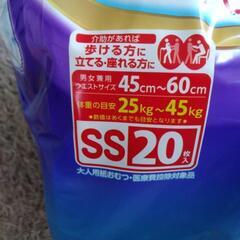 介助があれば
歩ける方に
立てる・座れる方に
男女兼用
ウエストサイズ 45cm~60cm
体重の目安 25kg~45kg
●数値はあくまでも目安となります●
SS 20枚入
大人用紙おむつ・医療費控除対象品